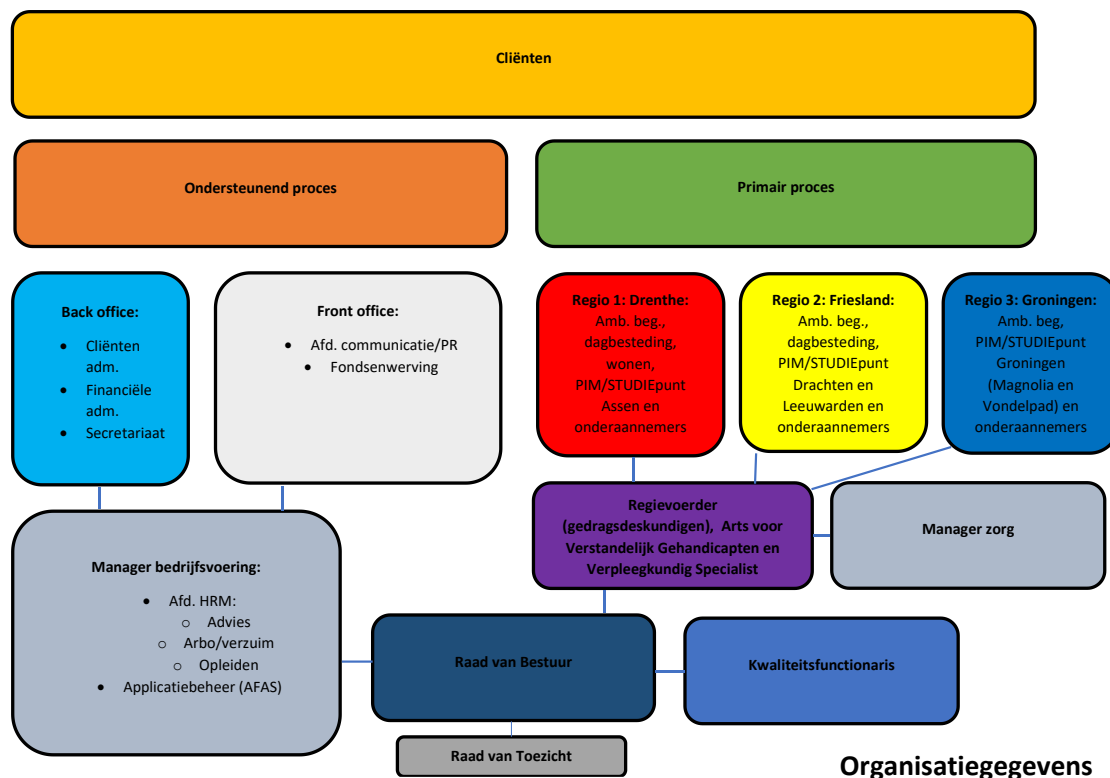 Cliënten
Ondersteunend proces
Primair proces
Back office:
• Cliënten
adm.
• Financiële
adm.
• Secretariaat
Front office:
• Afd. communicatie/PR
• Fondsenwerving
Regio 1: Drenthe:
Amb. beg.,
dagbesteding,
wonen,
PIM/STUDIEpunt
Assen en
onderaannemers
Regio 2: Friesland:
Amb. beg.,
dagbesteding,
PIM/STUDIEpunt
Drachten en
Leeuwarden en
onderaannemers
Regio 3: Groningen:
Amb. beg,
PIM/STUDIEpunt
Groningen
(Magnolia en
Vondelpad) en
onderaannemers
Regievoerder
(gedragsdeskundigen), Arts voor
Verstandelijk Gehandicapten en
Verpleegkundig Specialist
Manager zorg
Manager bedrijfsvoering:
• Afd. HRM:
o Advies
o Arbo/verzuim
o Opleiden
• Applicatiebeheer (AFAS)
Raad van Bestuur
Kwaliteitsfunctionaris
Raad van Toezicht
Organisatiegegevens